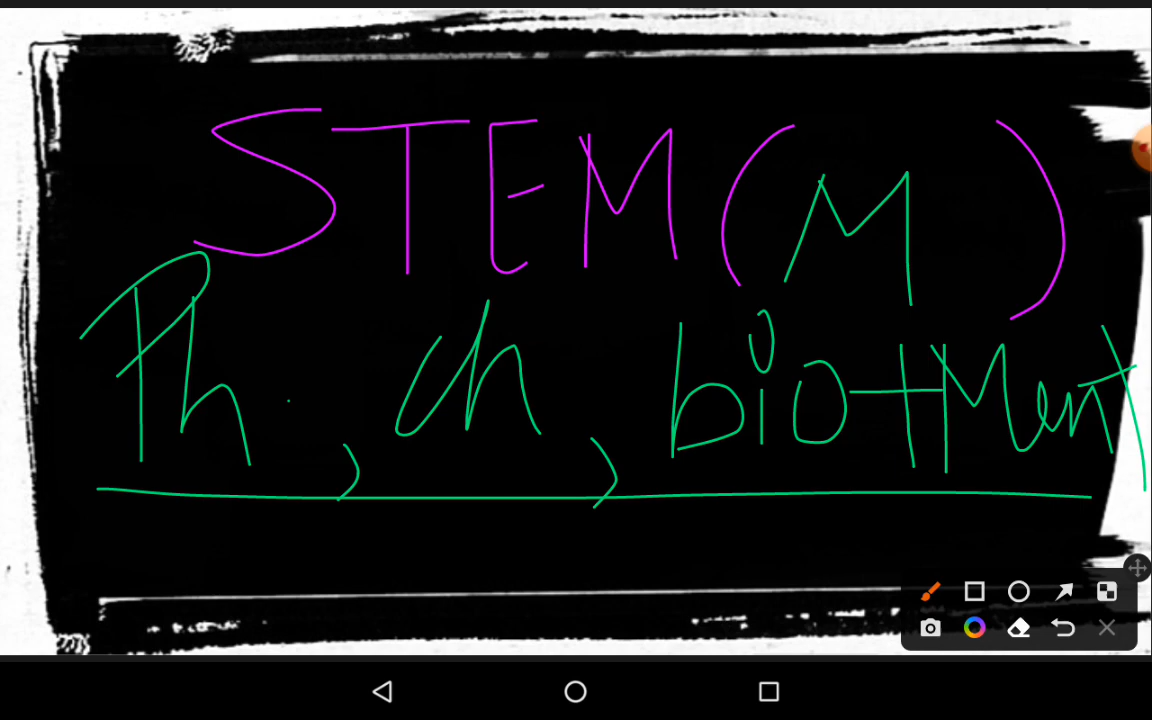 STEM (M)
Ph, ch, bio+Ment